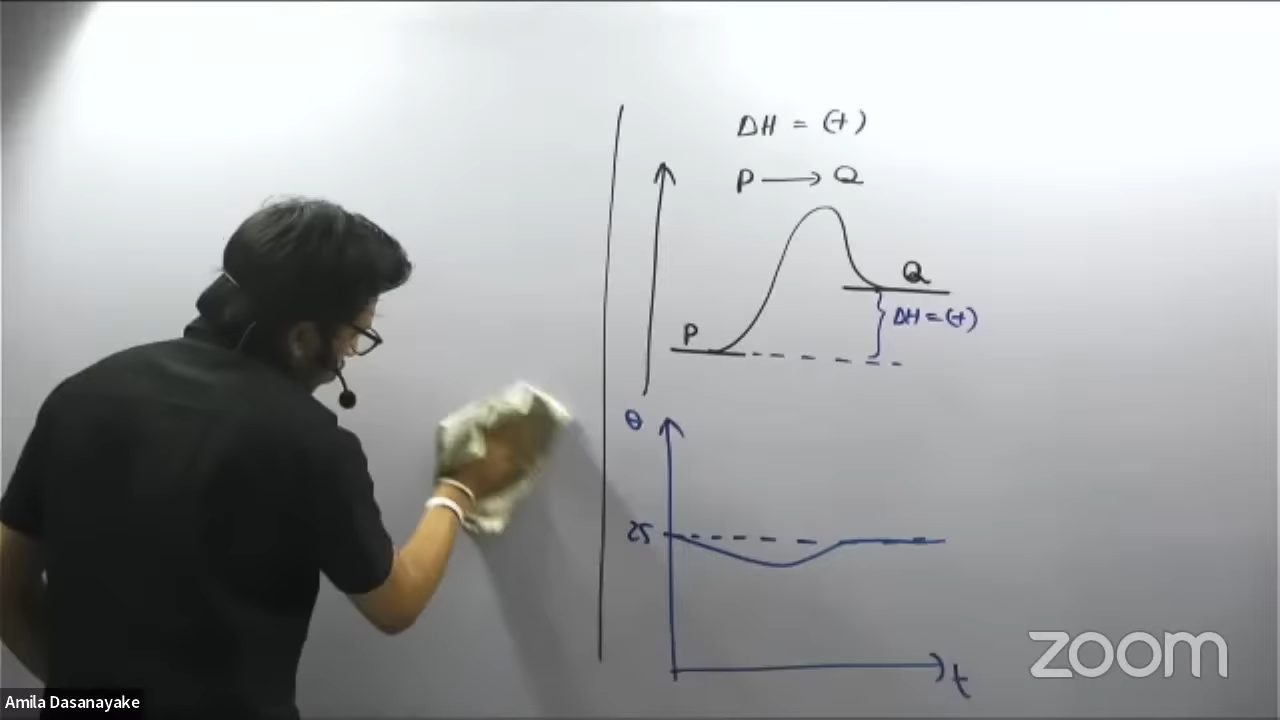 ΔH = (+)
P ⟶ Q
Q
ΔH = (+)
P
θ
25
t
zoom
Amila Dasanayake